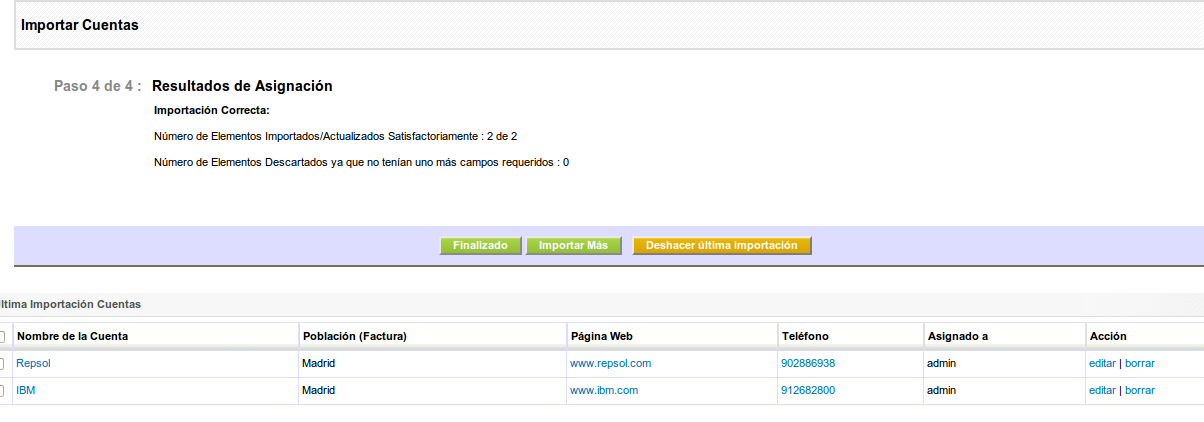 Importar Cuentas
Paso 4 de 4 : Resultados de Asignación
Importación Correcta:
Número de Elementos Importados/Actualizados Satisfactoriamente : 2 de 2
Número de Elementos Descartados ya que no tenían uno más campos requeridos : 0
Finalizado Importar Más Deshacer última importación
ltima Importación Cuentas
Nombre de la Cuenta Población (Factura) Página Web Teléfono Asignado a Acción
Repsol Madrid www.repsol.com 902886938 admin editar | borrar
IBM Madrid www.ibm.com 912682800 admin editar | borrar